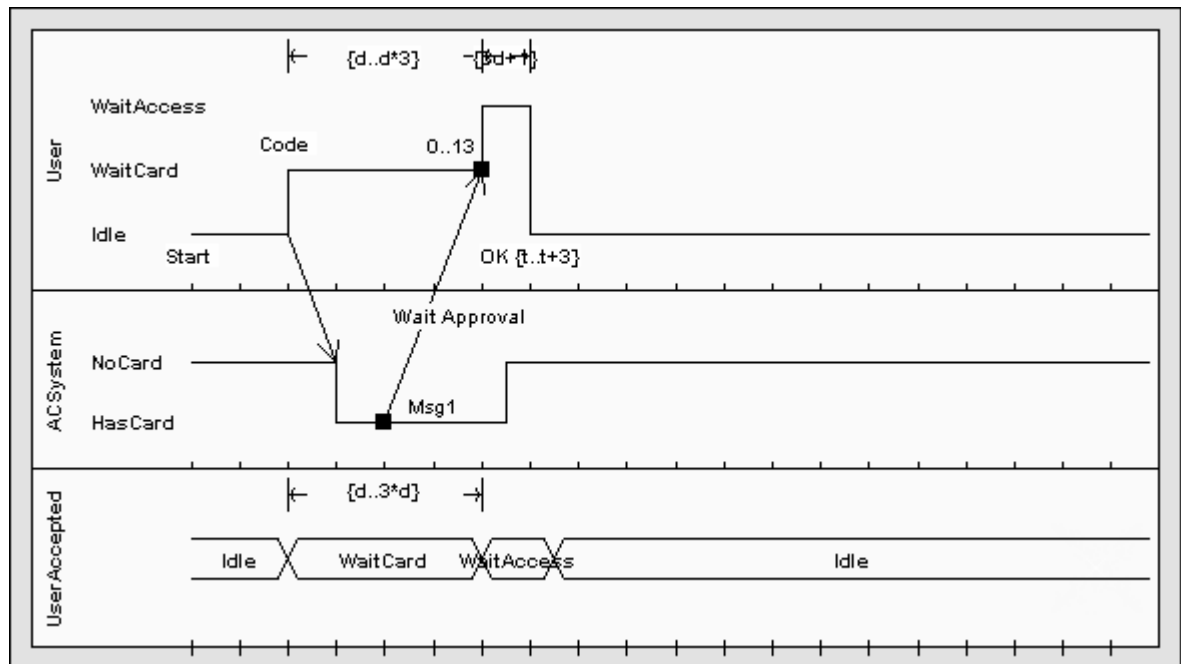 {d..d*3}
WaitAccess
Code
0..13
User
WaitCard
Idle
Start
OK {t..t+3}
Wait Approval
ACSystem
NoCard
Msg1
HasCard
{d..3*d}
UserAccepted
Idle
WaitCard
WaitAccess
Idle